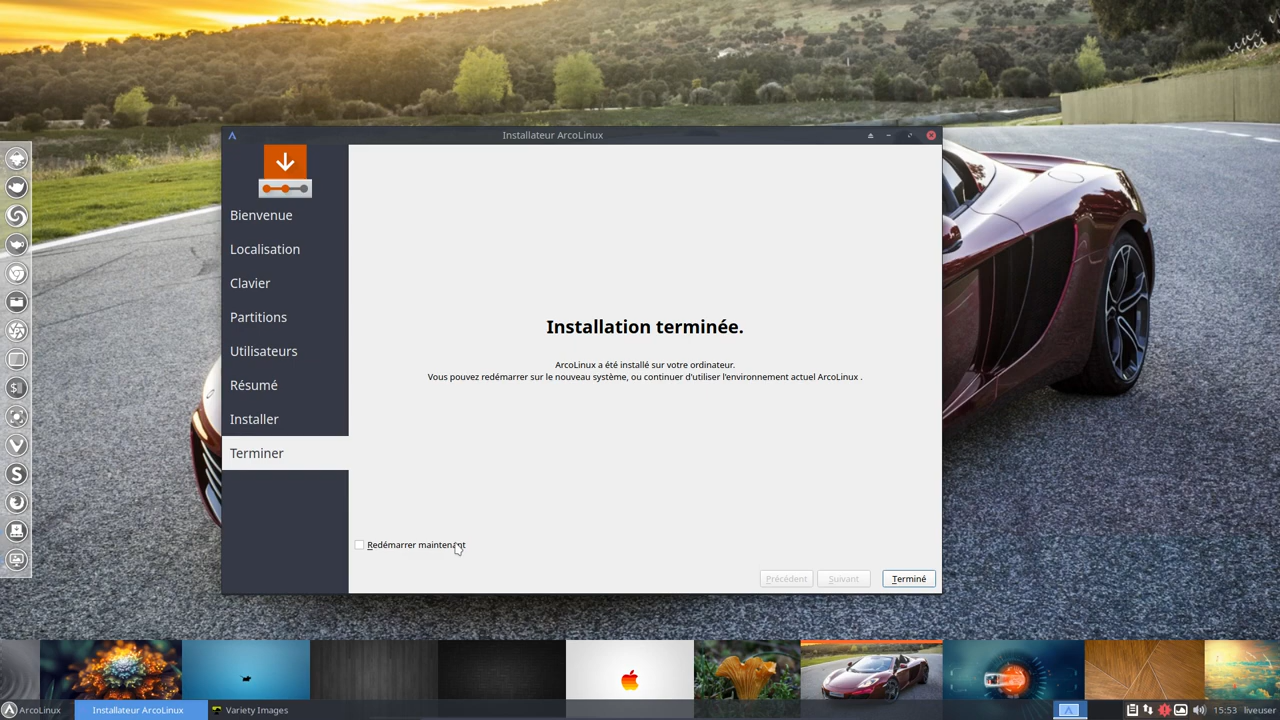 Installateur ArcoLinux
Bienvenue
Localisation
Clavier
Partitions
Utilisateurs
Résumé
Installer
Terminer
Installation terminée.
ArcoLinux a été installé sur votre ordinateur.
Vous pouvez redémarrer sur le nouveau système, ou continuer d'utiliser l'environnement actuel ArcoLinux .
Redémarrer maintenant
Précédent Suivant Terminé
ArcoLinux Installateur ArcoLinux Variety Images 15:53 liveuser